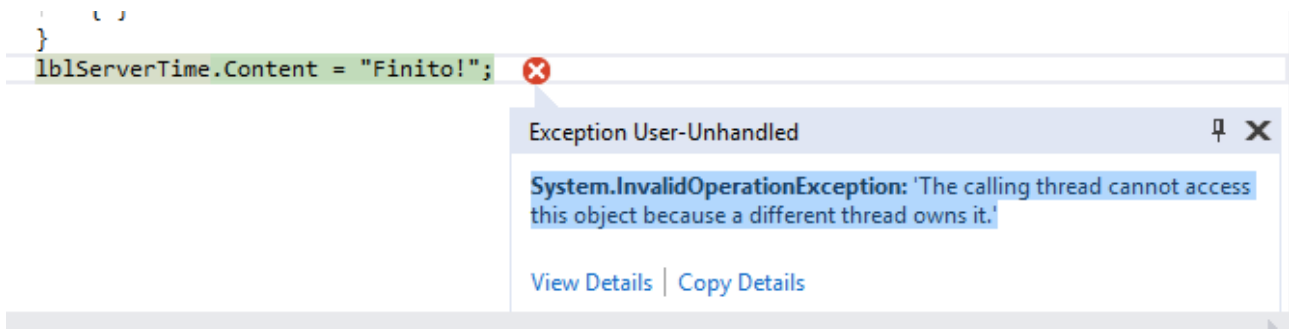 }
lblServerTime.Content = "Finito!";
Exception User-Unhandled
System.InvalidOperationException: 'The calling thread cannot access
this object because a different thread owns it.'
View Details | Copy Details